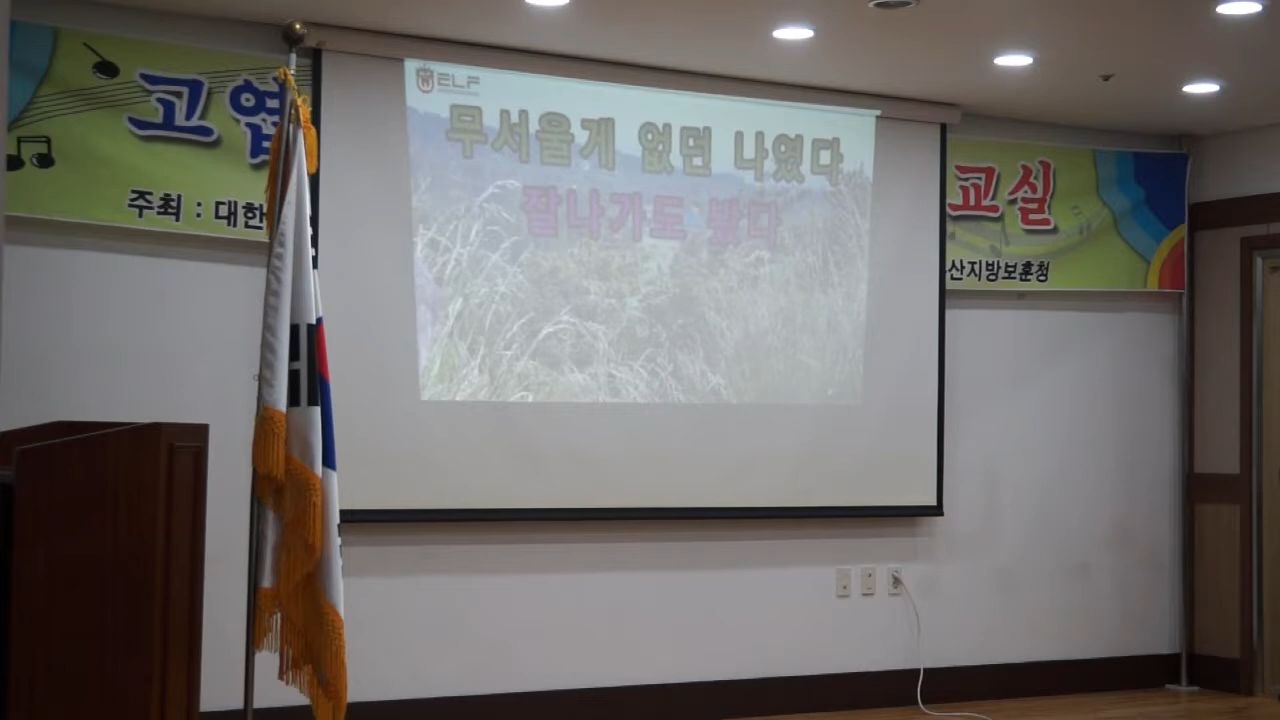 ELF
무서울게 없던 나였다
잘나가도 봤다
고엽
교실
주최 : 대한
산지방보훈청